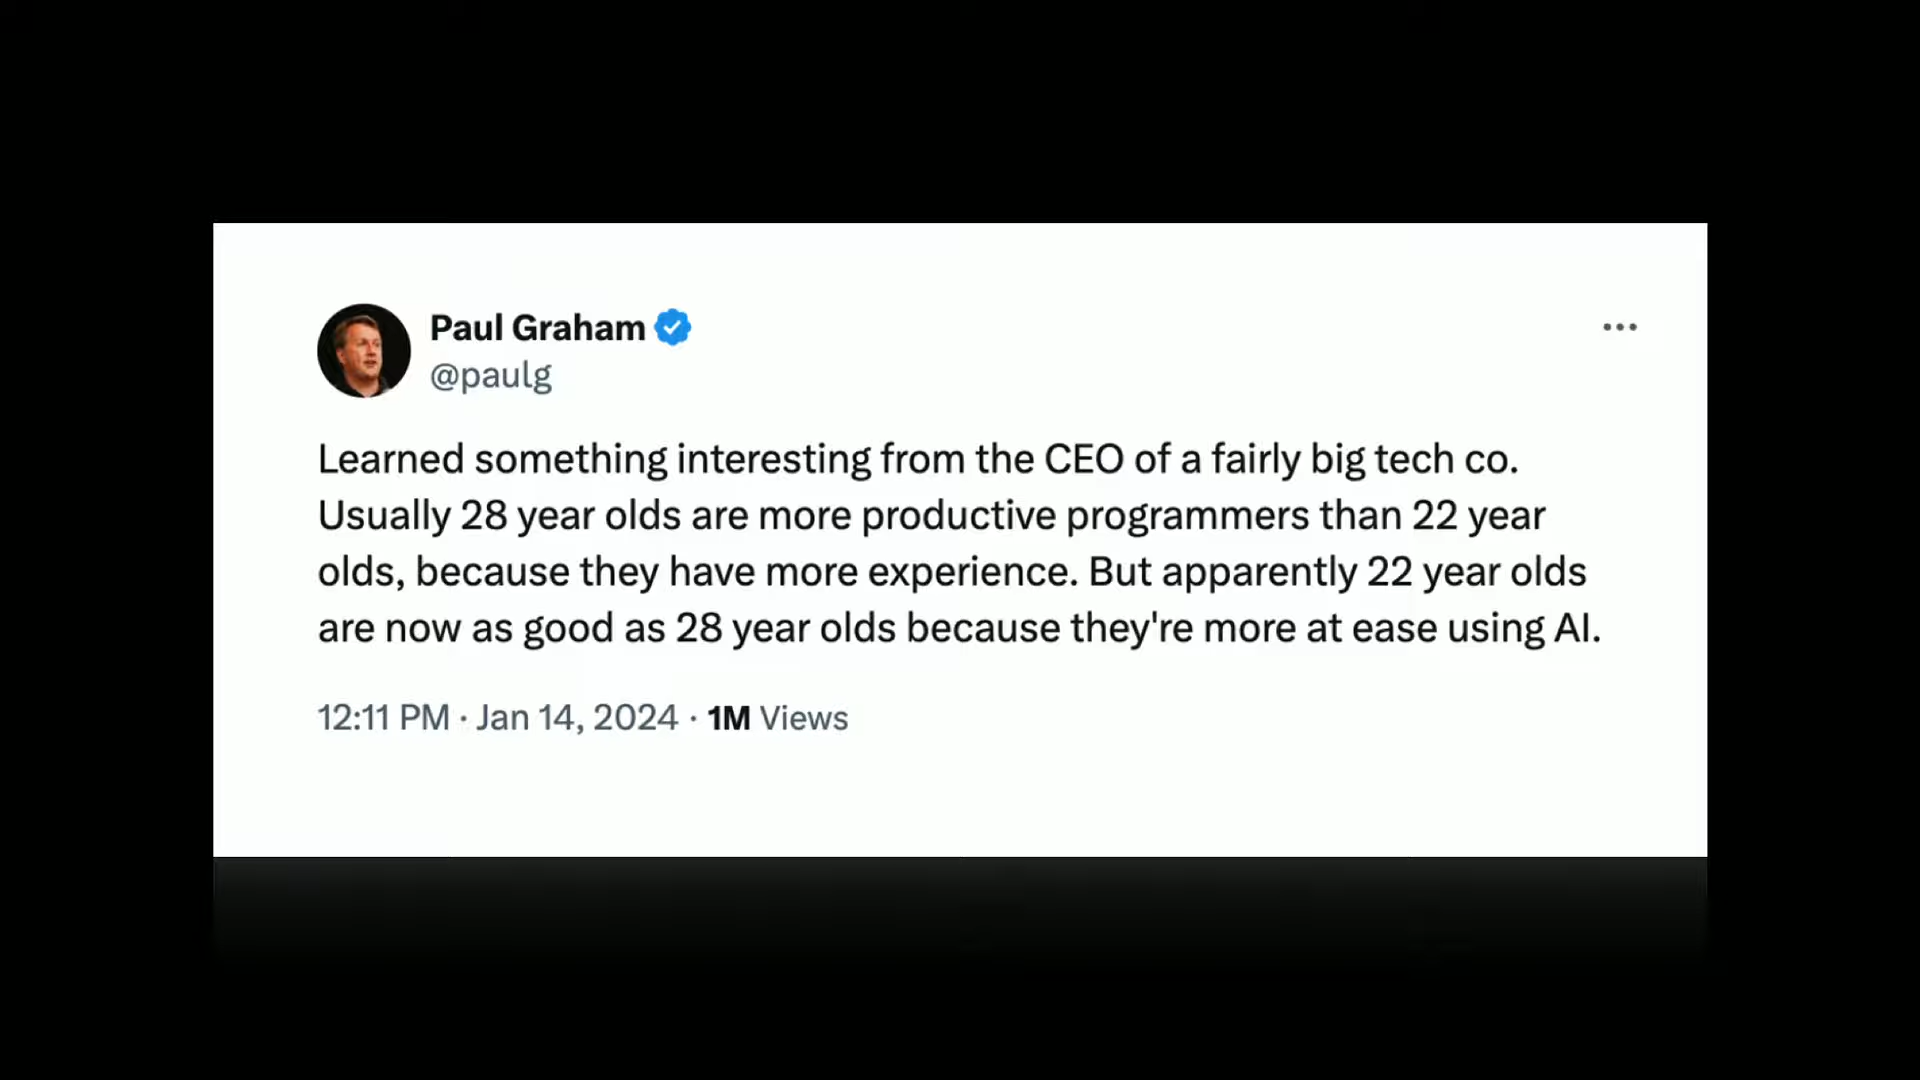 Paul Graham
@paulg
Learned something interesting from the CEO of a fairly big tech co.
Usually 28 year olds are more productive programmers than 22 year
olds, because they have more experience. But apparently 22 year olds
are now as good as 28 year olds because they're more at ease using AI.
12:11 PM · Jan 14, 2024 · 1M Views